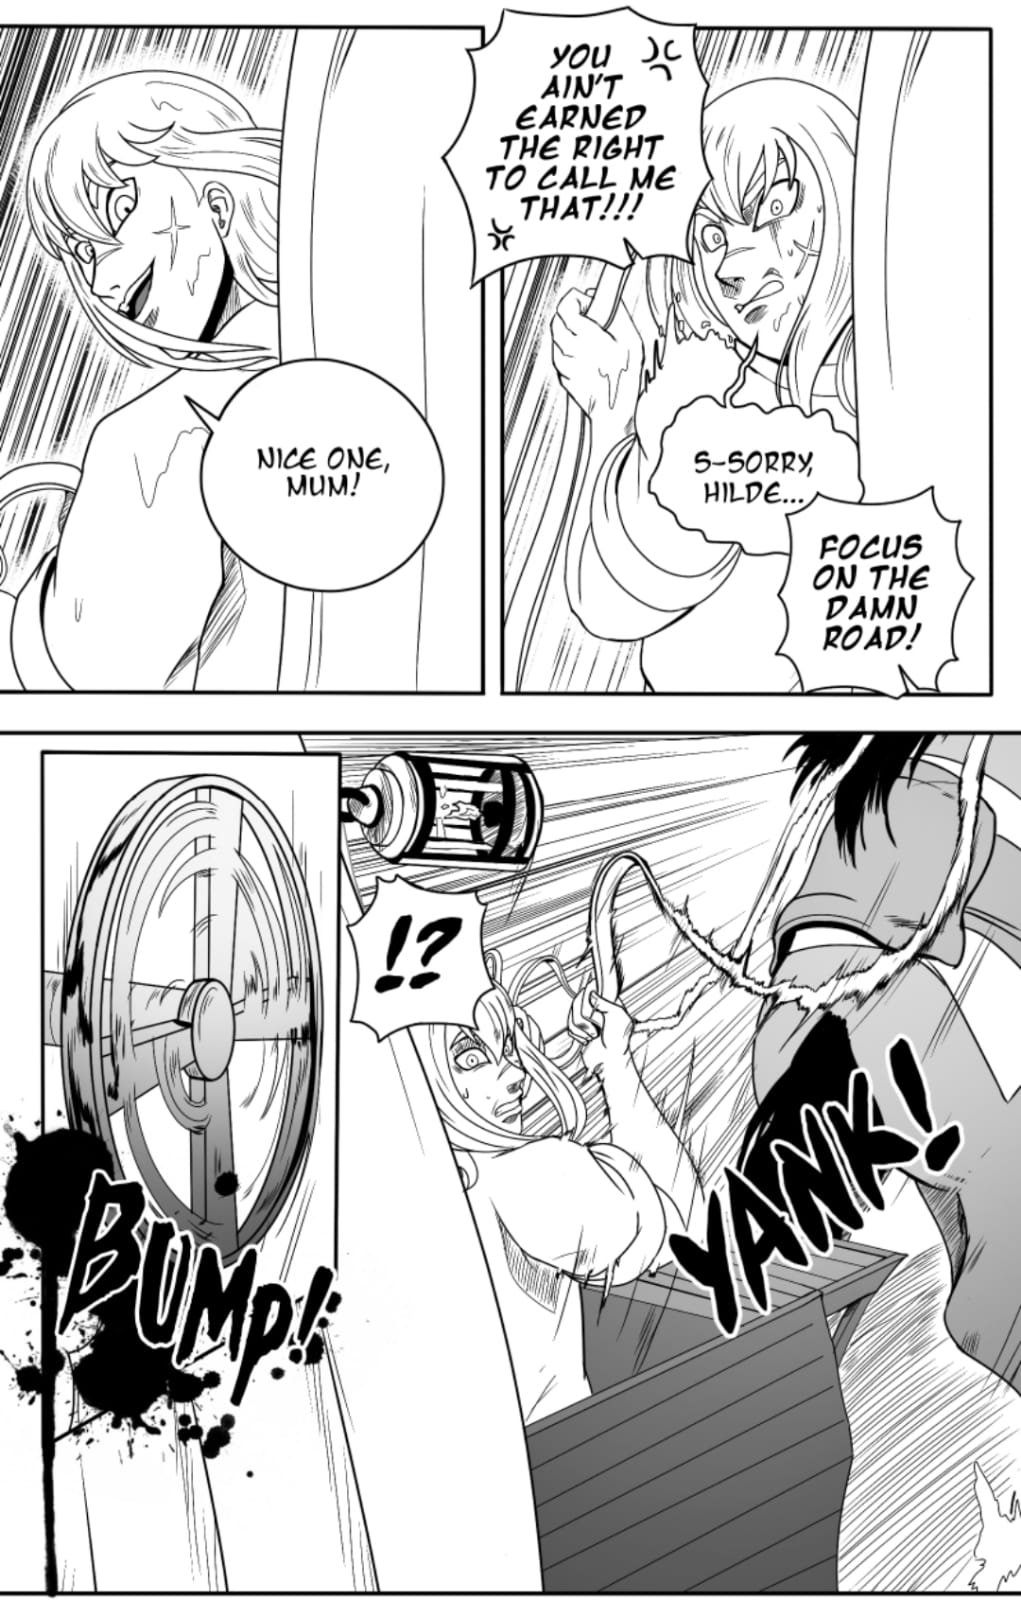 NICE ONE,
MUM!
YOU
AIN'T
EARNED
THE RIGHT
TO CALL ME
THAT!!!
S-SORRY,
HILDE...
FOCUS
ON THE
DAMN
ROAD!
!?
BUMP!
YANK!